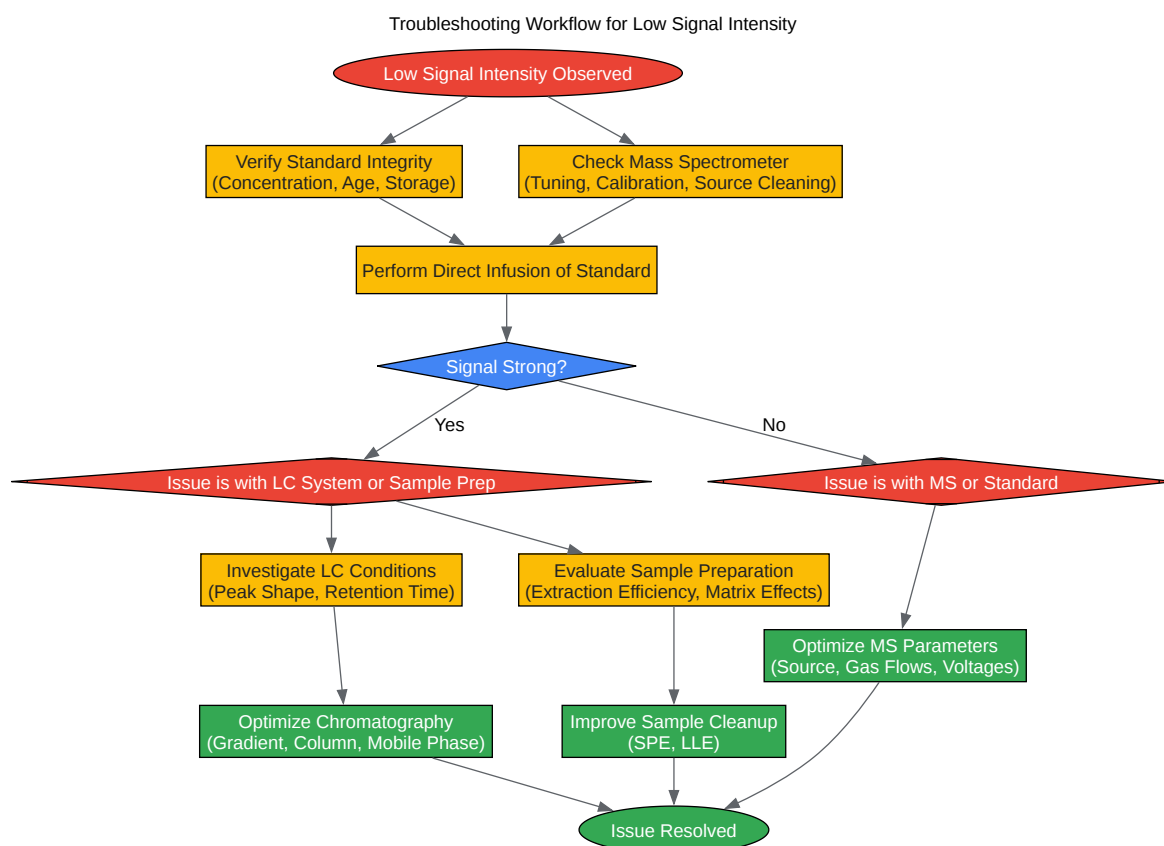 Troubleshooting Workflow for Low Signal Intensity
Low Signal Intensity Observed
Verify Standard Integrity
(Concentration, Age, Storage)
Check Mass Spectrometer
(Tuning, Calibration, Source Cleaning)
Perform Direct Infusion of Standard
Signal Strong?
Yes
No
Issue is with LC System or Sample Prep
Issue is with MS or Standard
Investigate LC Conditions
(Peak Shape, Retention Time)
Evaluate Sample Preparation
(Extraction Efficiency, Matrix Effects)
Optimize MS Parameters
(Source, Gas Flows, Voltages)
Optimize Chromatography
(Gradient, Column, Mobile Phase)
Improve Sample Cleanup
(SPE, LLE)
Issue Resolved